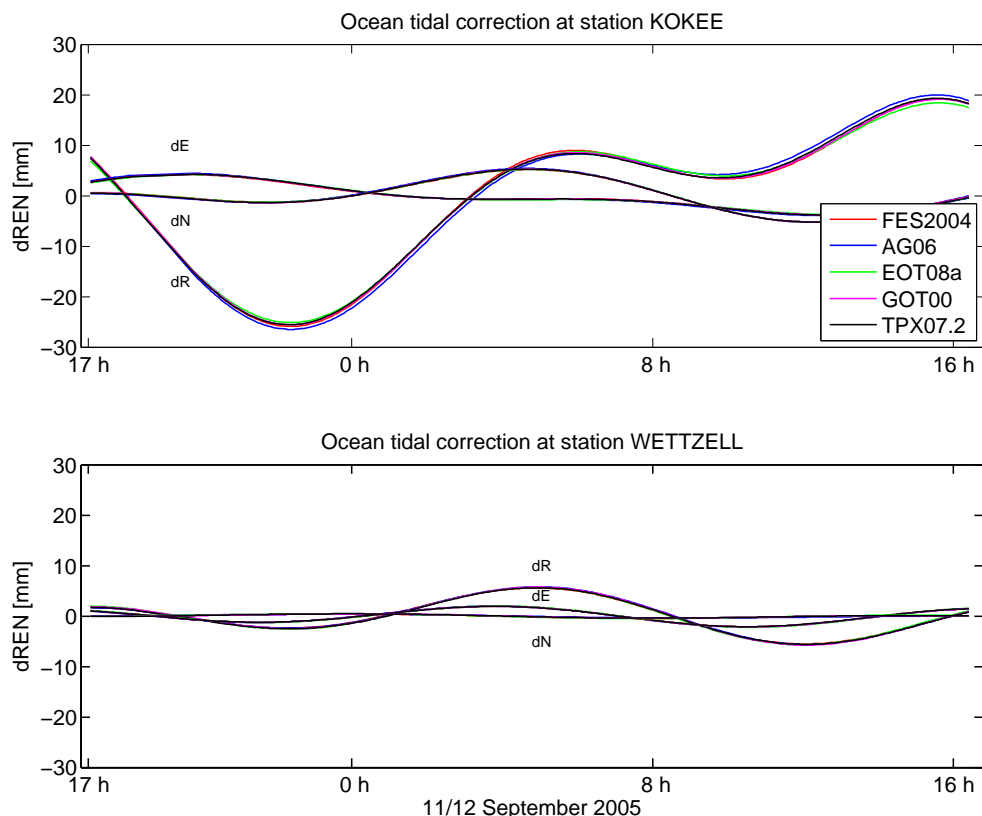 Ocean tidal correction at station KOKEE
30
20
10
0
−10
−20
−30
dREN [mm]
dE
dN
dR
FES2004
AG06
EOT08a
GOT00
TPX07.2
17 h
0 h
8 h
16 h
Ocean tidal correction at station WETTZELL
30
20
10
0
−10
−20
−30
dREN [mm]
dR
dE
dN
17 h
0 h
8 h
16 h
11/12 September 2005